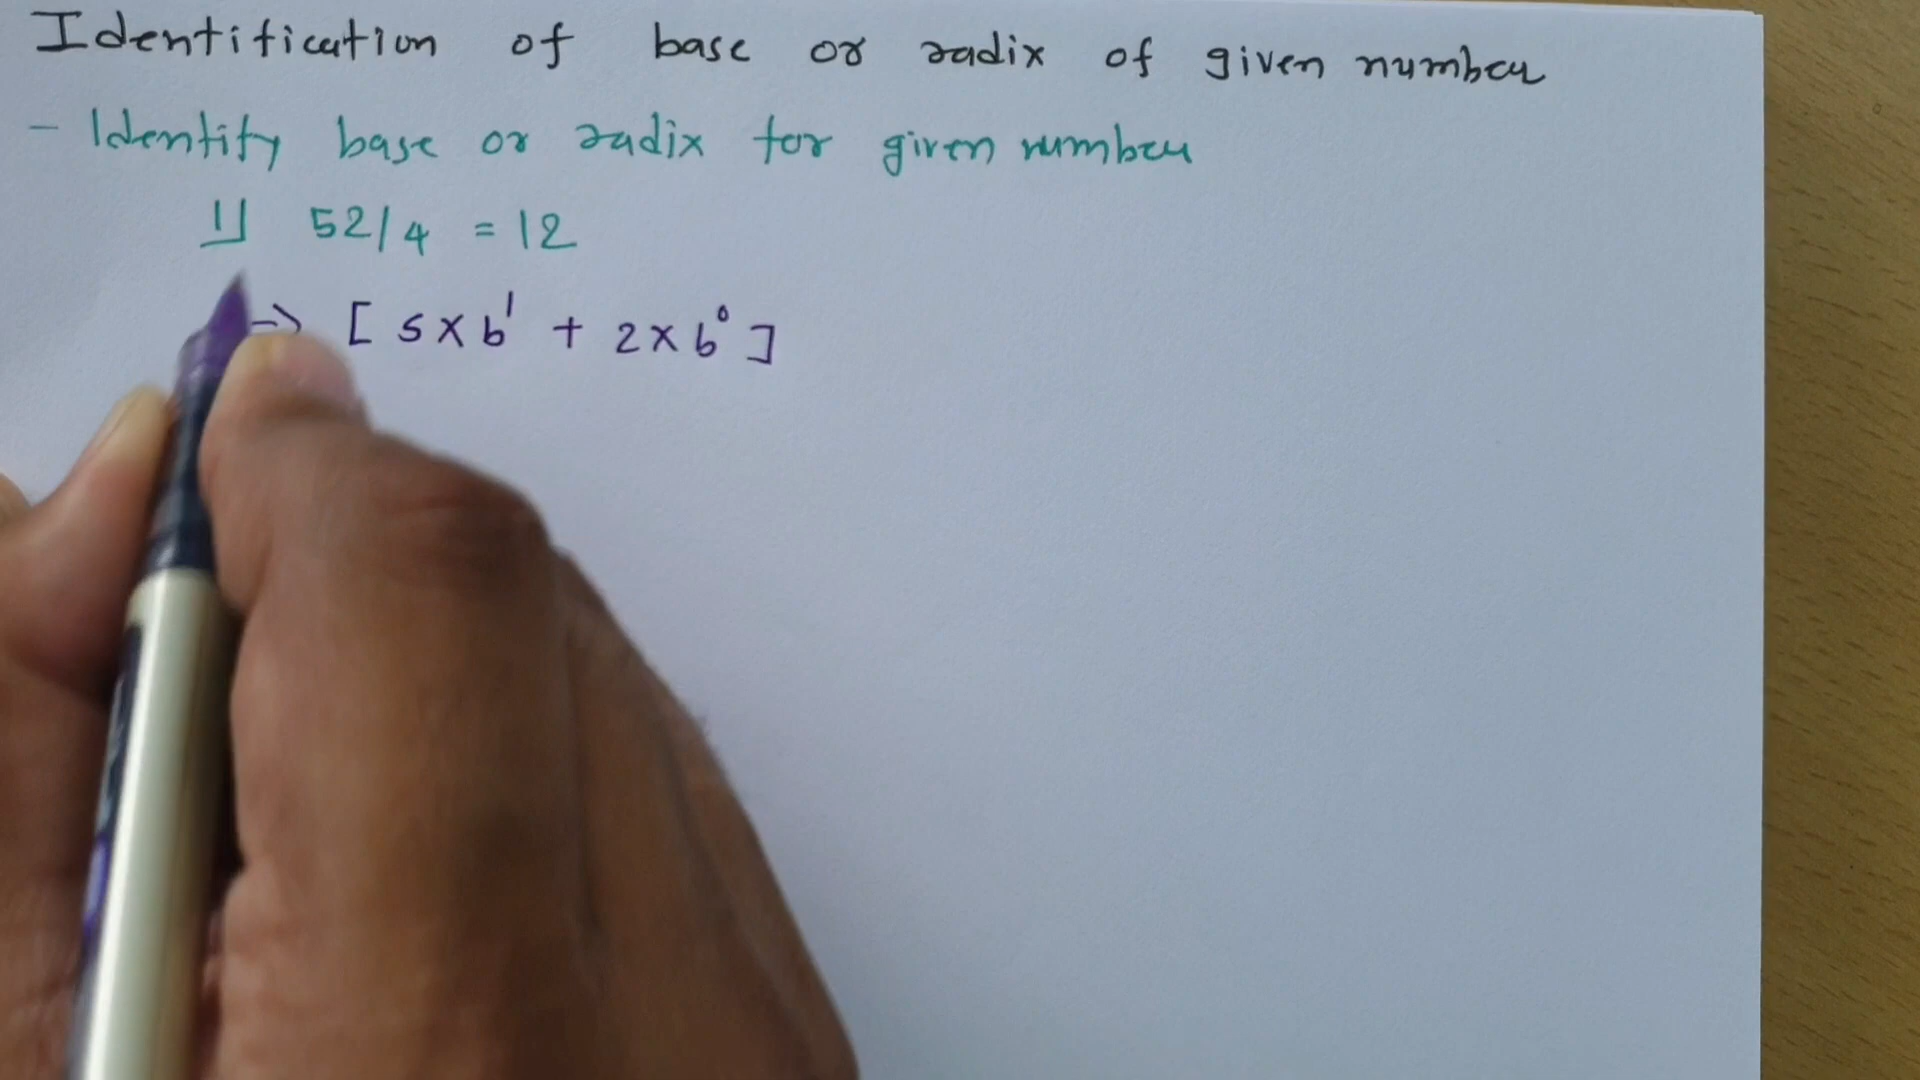 Identification of base or radix of given number
- Identify base or radix for given number
1] 52/4 = 12
→ [ 5 × b¹ + 2 × b⁰ ]